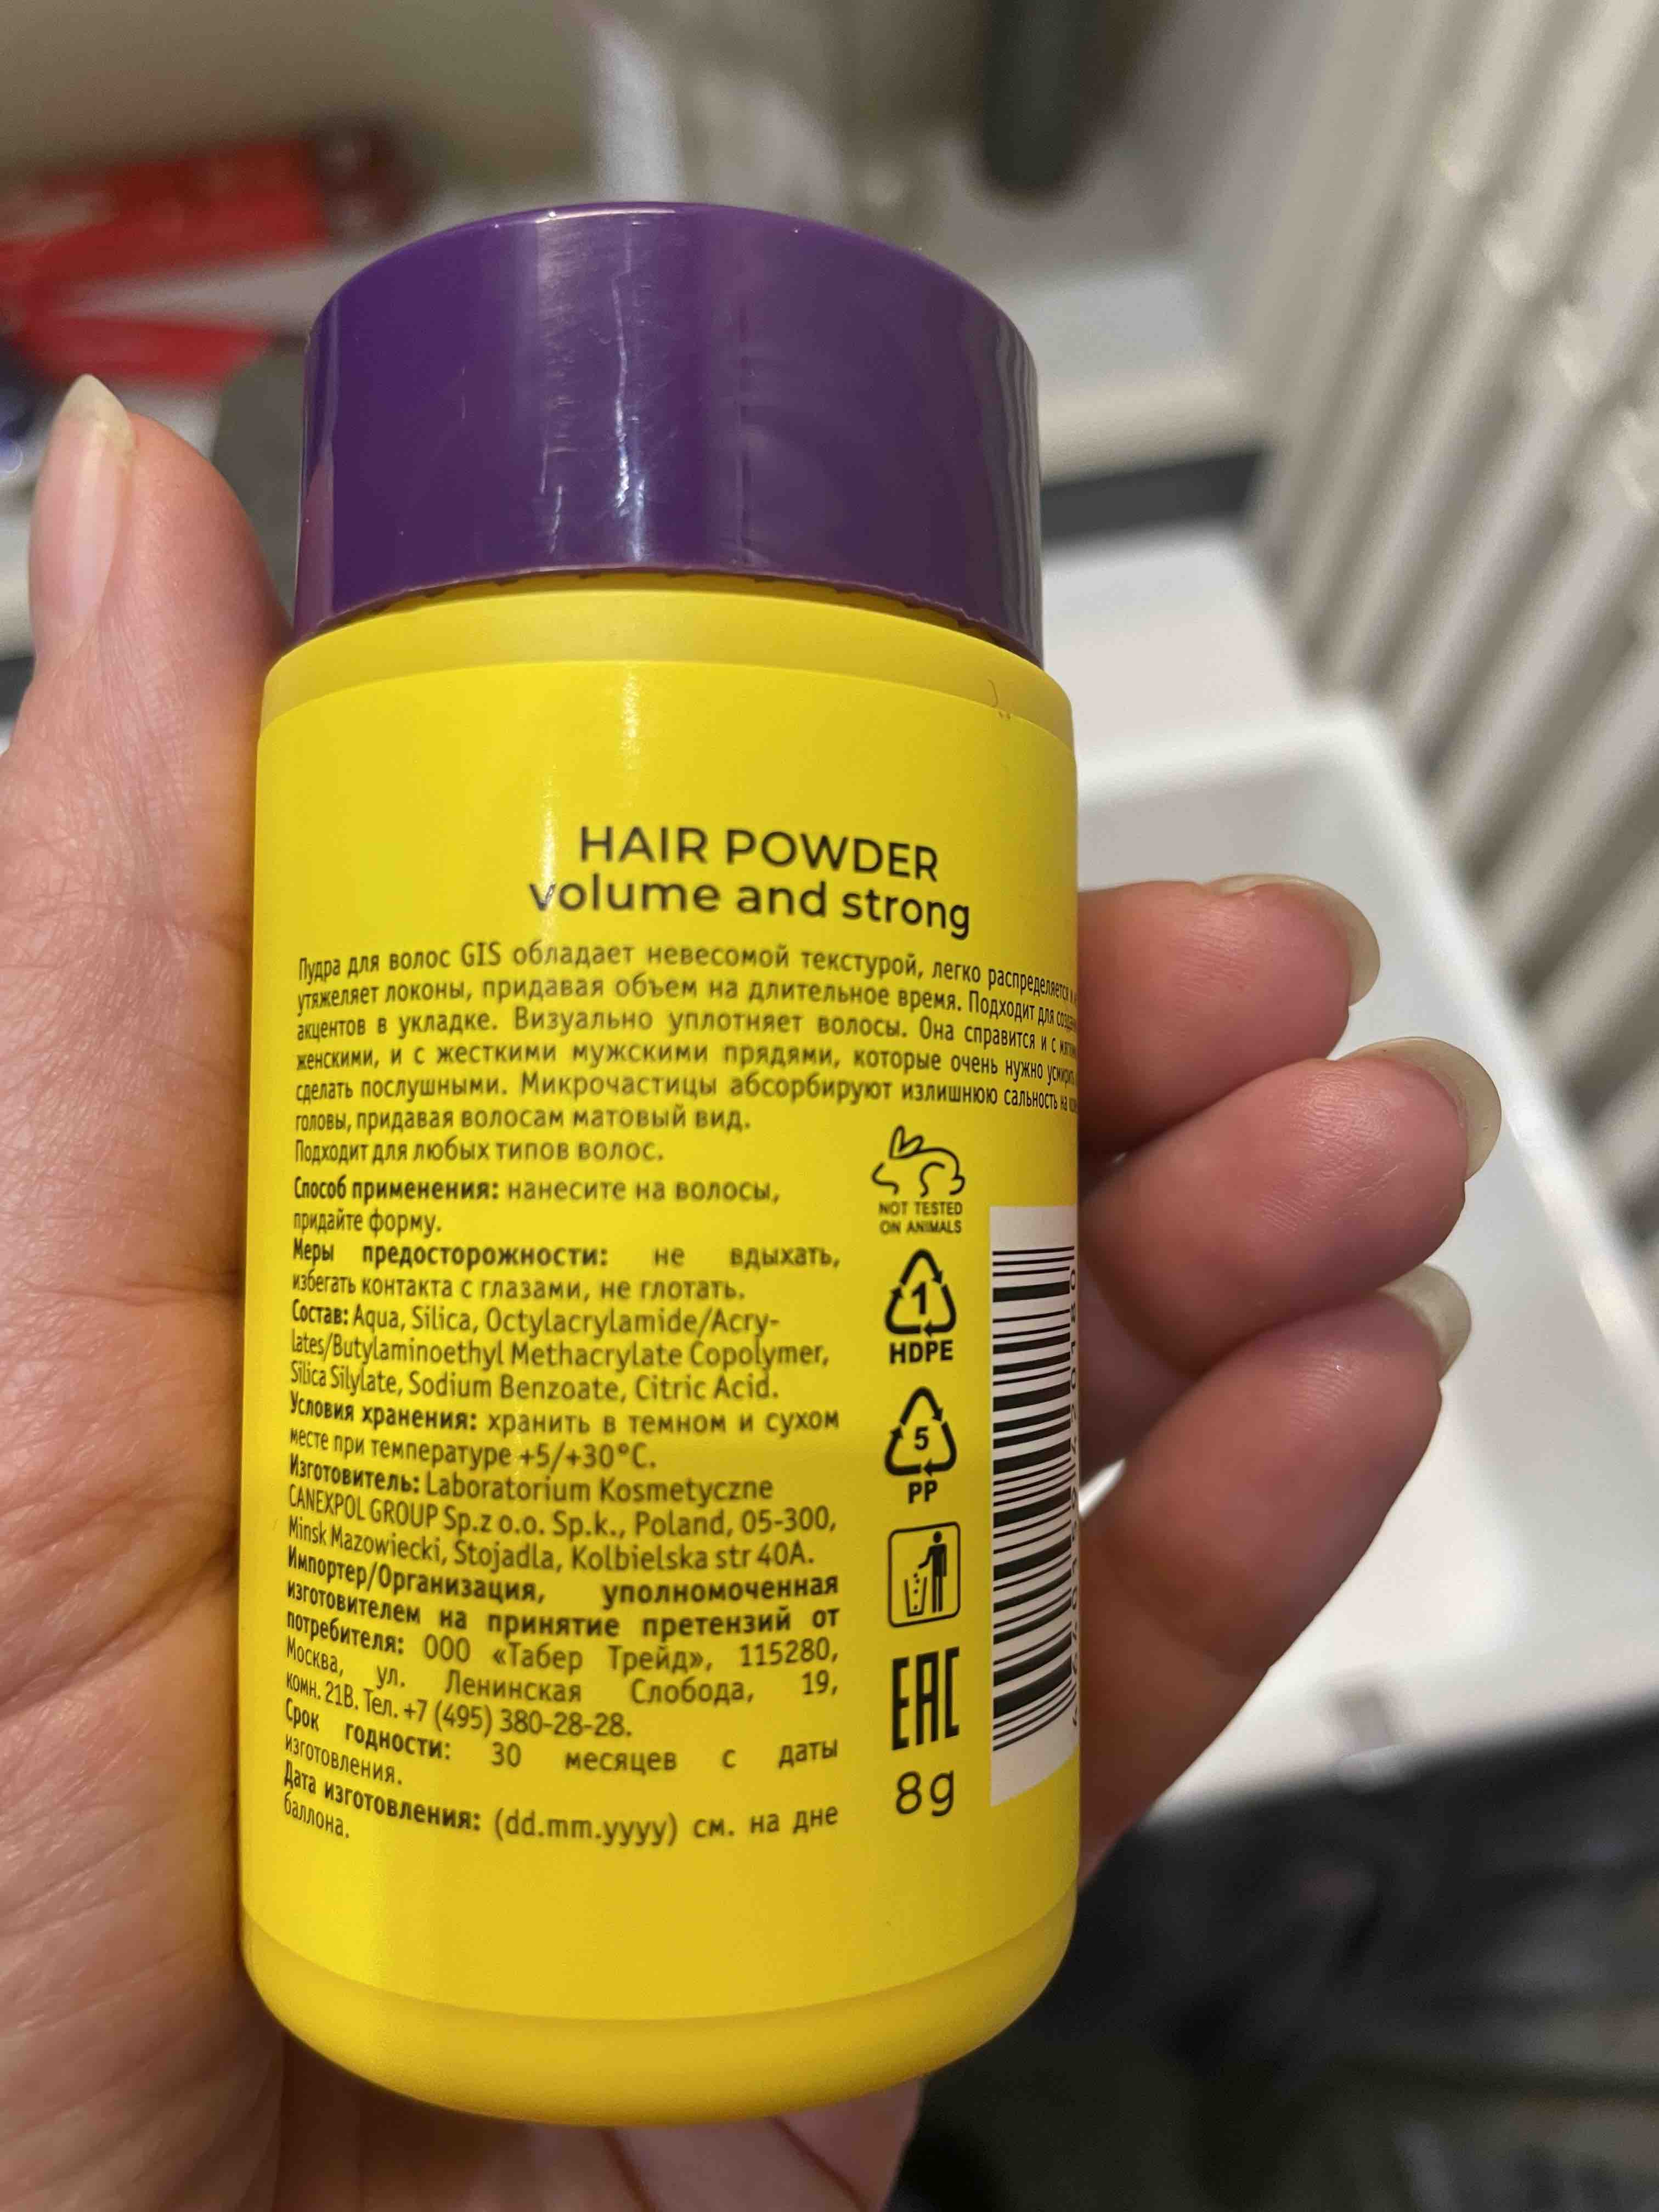 HAIR POWDER
volume and strong
Пудра для волос GIS обладает невесомой текстурой, легко распределяется и не
утяжеляет локоны, придавая объем на длительное время. Подходит для
акцентов в укладке. Визуально уплотняет волосы. Она справится и с
женскими, и с жесткими мужскими прядями, которые очень нужно
сделать послушными. Микрочастицы абсорбируют излишнюю сальность на
головы, придавая волосам матовый вид.
Подходит для любых типов волос.
Способ применения: нанесите на волосы,
придайте форму.
Меры предосторожности: не вдыхать,
избегать контакта с глазами, не глотать.
Состав: Aqua, Silica, Octylacrylamide/Acry-
lates/Butylaminoethyl Methacrylate Copolymer,
Silica Silylate, Sodium Benzoate, Citric Acid.
Условия хранения: хранить в темном и сухом
месте при температуре +5/+30°C.
Изготовитель: Laboratorium Kosmetyczne
CANEXPOL GROUP Sp.z o.o. Sp.k., Poland, 05-300,
Minsk Mazowiecki, Stojadla, Kolbielska str 40A.
Импортер/Организация, уполномоченная
изготовителем на принятие претензий от
потребителя: ООО «Табер Трейд», 115280,
Москва, ул. Ленинская Слобода, 19,
комн. 21В. Тел. +7 (495) 380-28-28.
Срок годности: 30 месяцев с даты
изготовления.
Дата изготовления: (dd.mm.yyyy) см. на дне
баллона.
NOT TESTED
ON ANIMALS
1
HDPE
5
PP
EAC
8g